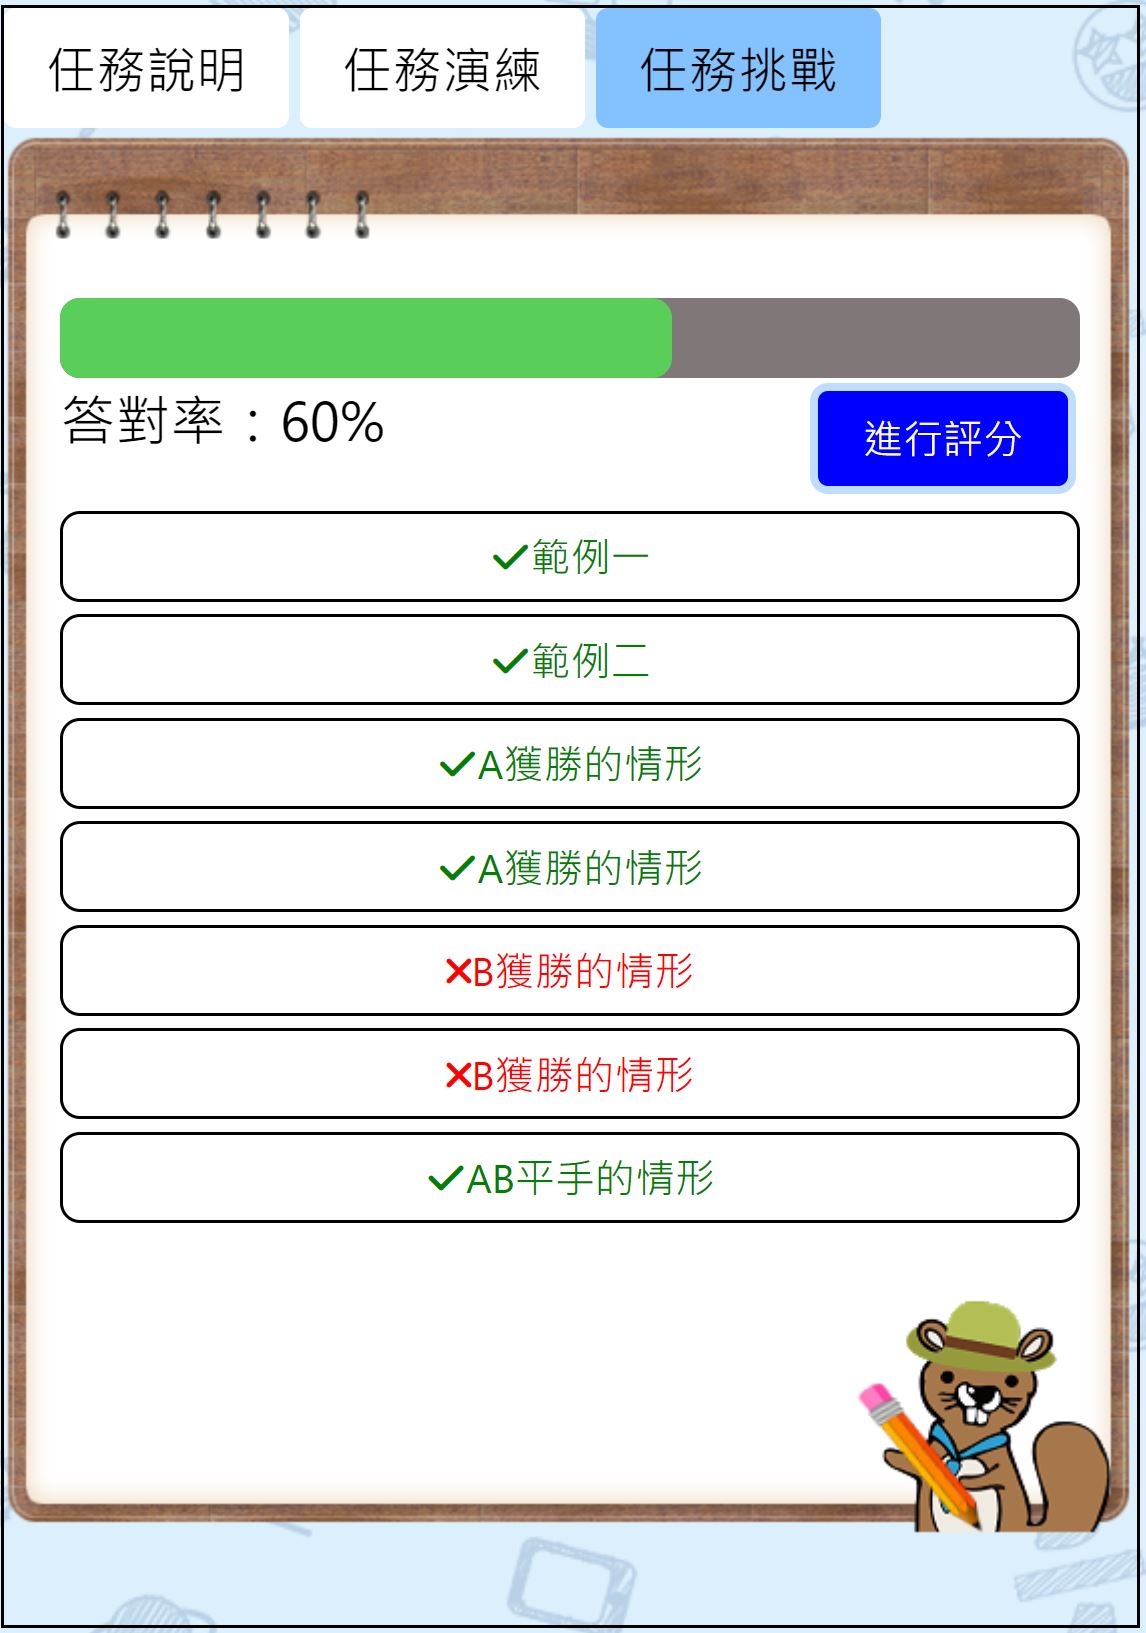 任務說明 任務演練 任務挑戰
答對率：60%
進行評分
範例一
範例二
A獲勝的情形
A獲勝的情形
B獲勝的情形
B獲勝的情形
AB平手的情形